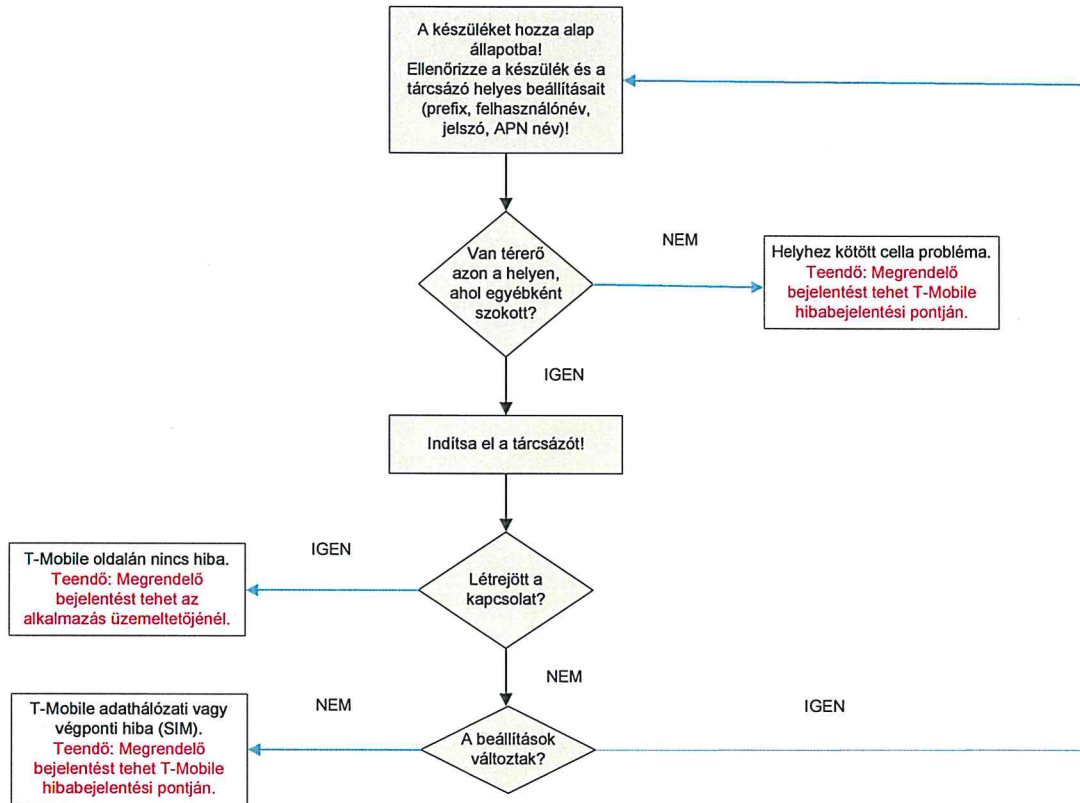 A készüléket hozza alap
állapotba!
Ellenőrizze a készülék és a
tárcsázó helyes beállításait
(prefix, felhasználónév,
jelszó, APN név)!
Van térerő
azon a helyen,
ahol egyébként
szokott?
NEM
Helyhez kötött cella probléma.
Teendő: Megrendelő
bejelentést tehet T-Mobile
hibabejelentési pontján.
IGEN
Indítsa el a tárcsázót!
T-Mobile oldalán nincs hiba.
Teendő: Megrendelő
bejelentést tehet az
alkalmazás üzemeltetőjénél.
IGEN
Létrejött a
kapcsolat?
NEM
T-Mobile adathálózati vagy
végponti hiba (SIM).
Teendő: Megrendelő
bejelentést tehet T-Mobile
hibabejelentési pontján.
NEM
A beállítások
változtak?
IGEN